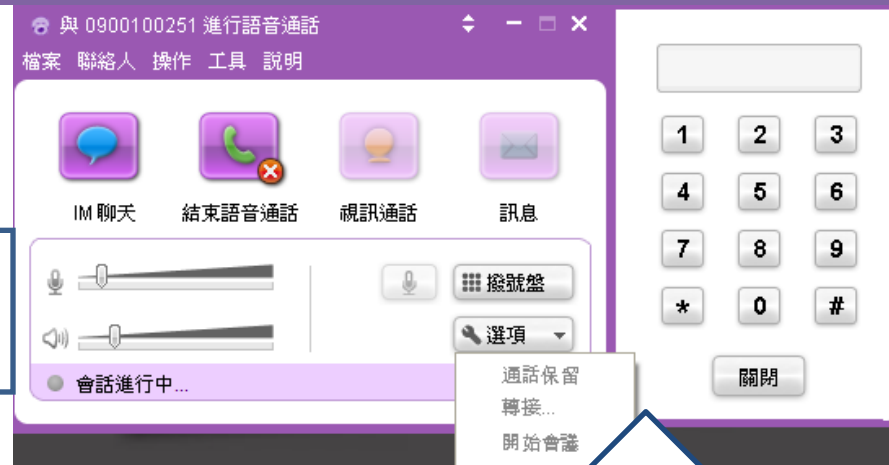 與 0900100251 進行語音通話
檔案 聯絡人 操作 工具 說明
IM 聊天 結束語音通話 視訊通話 訊息
撥號盤
選項
會話進行中...
通話保留
轉接...
開始會議
1 2 3
4 5 6
7 8 9
* 0 #
關閉